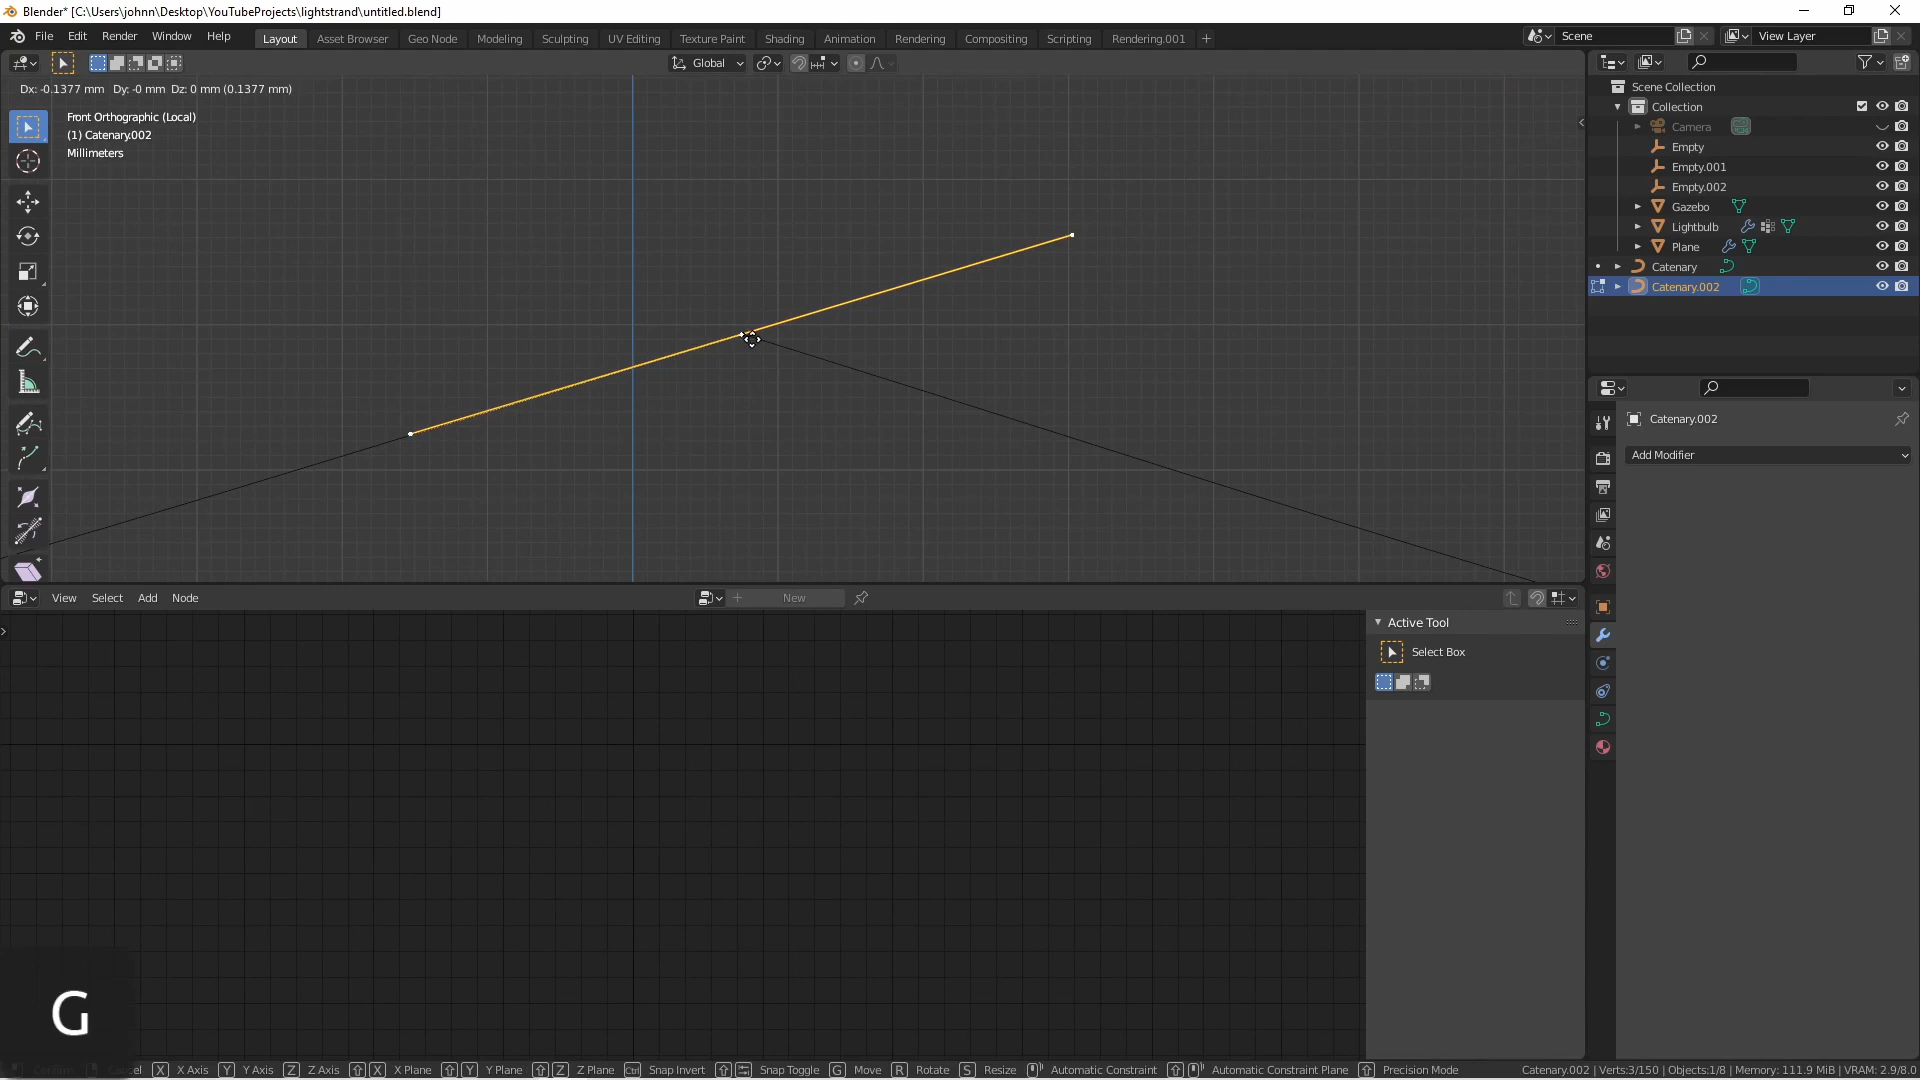 Blender* [C:\Users\johnn\Desktop\YouTubeProjects\lightstrand\untitled.blend]
File Edit Render Window Help Layout Asset Browser Geo Node Modeling Sculpting UV Editing Texture Paint Shading Animation Rendering Compositing Scripting Rendering.001 + Scene View Layer
Global
Dx: -0.1377 mm Dy: -0 mm Dz: 0 mm (0.1377 mm)
Front Orthographic (Local)
(1) Catenary.002
Millimeters
Scene Collection
Collection
Camera
Empty
Empty.001
Empty.002
Gazebo
Lightbulb
Plane
Catenary
Catenary.002
Catenary.002
Add Modifier
View Select Add Node New
Active Tool
Select Box
G
Confirm Cancel X X Axis Y Y Axis Z Z Axis X X Plane Y Y Plane Z Z Plane Ctrl Snap Invert Snap Toggle G Move R Rotate S Resize Automatic Constraint Automatic Constraint Plane Precision Mode Catenary.002 | Verts:3/150 | Objects:1/8 | Memory: 111.9 MiB | VRAM: 2.9/8.0